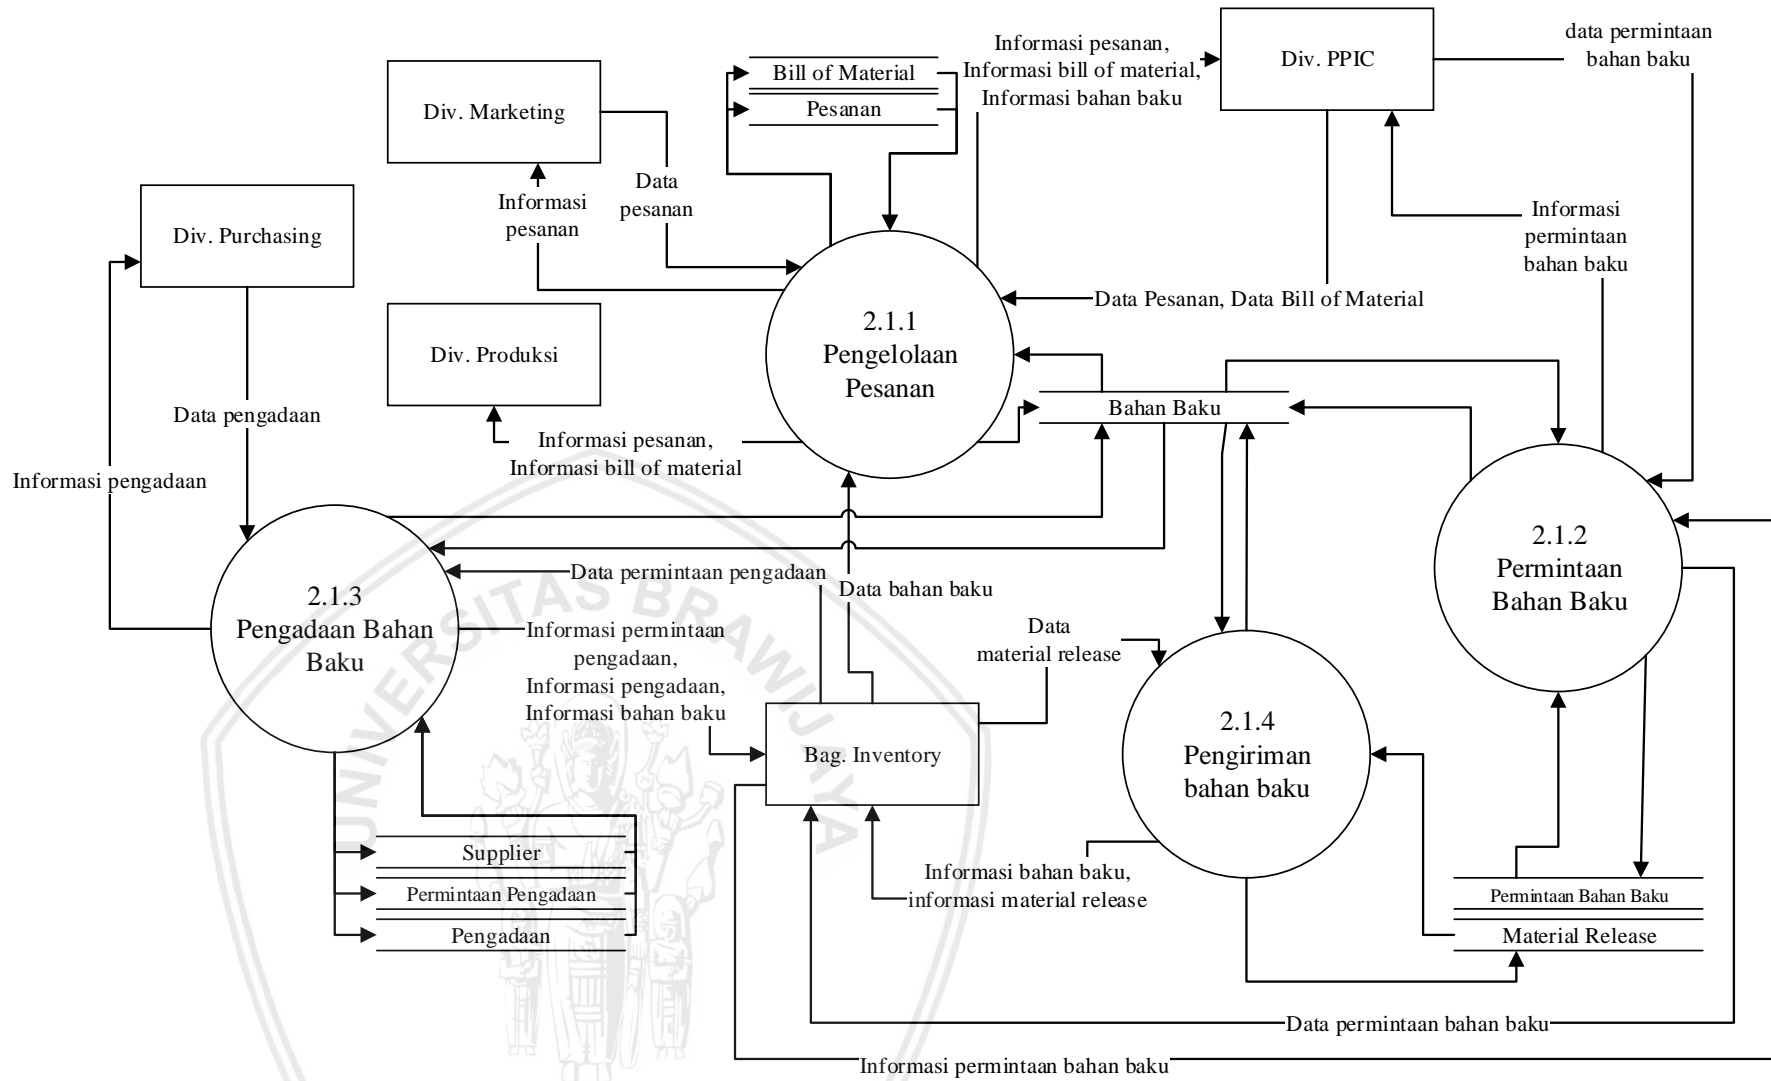 Div. Marketing
Bill of Material
Pesanan
Informasi pesanan,
Informasi bill of material,
Informasi bahan baku
Div. PPIC
data permintaan
bahan baku
Div. Purchasing
Informasi
pesanan
Data
pesanan
Informasi
permintaan
bahan baku
Data Pesanan, Data Bill of Material
2.1.1
Pengelolaan
Pesanan
Div. Produksi
Data pengadaan
Bahan Baku
Informasi pesanan,
Informasi bill of material
Informasi pengadaan
2.1.2
Permintaan
Bahan Baku
Data permintaan pengadaan
Data bahan baku
2.1.3
Pengadaan Bahan
Baku
Informasi permintaan
pengadaan,
Informasi pengadaan,
Informasi bahan baku
Data
material release
Bag. Inventory
2.1.4
Pengiriman
bahan baku
Supplier
Permintaan Pengadaan
Pengadaan
Informasi bahan baku,
informasi material release
Permintaan Bahan Baku
Material Release
Data permintaan bahan baku
Informasi permintaan bahan baku
UNIVERSITAS BRAWIJAYA